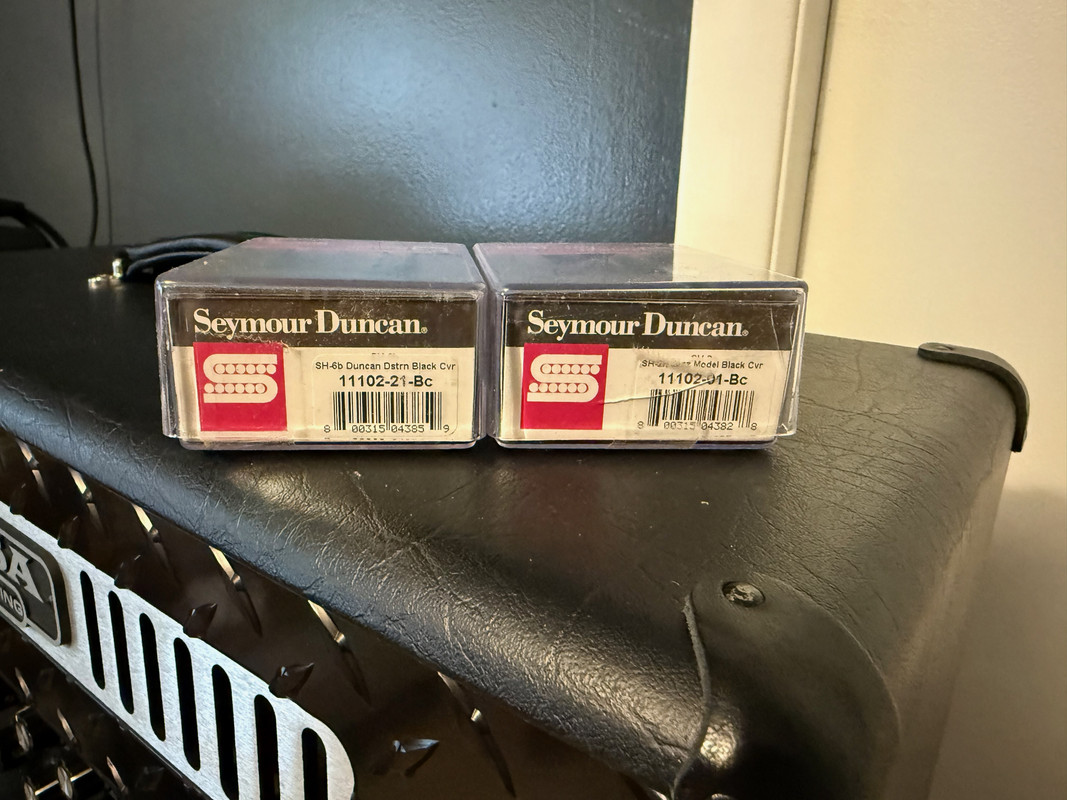 Seymour Duncan®
SH-6b Duncan Dstrn Black Cvr
11102-21-Bc
8 00315 04385 9
Seymour Duncan®
Model Black Cvr
11102-01-Bc
8 00315 04382 8